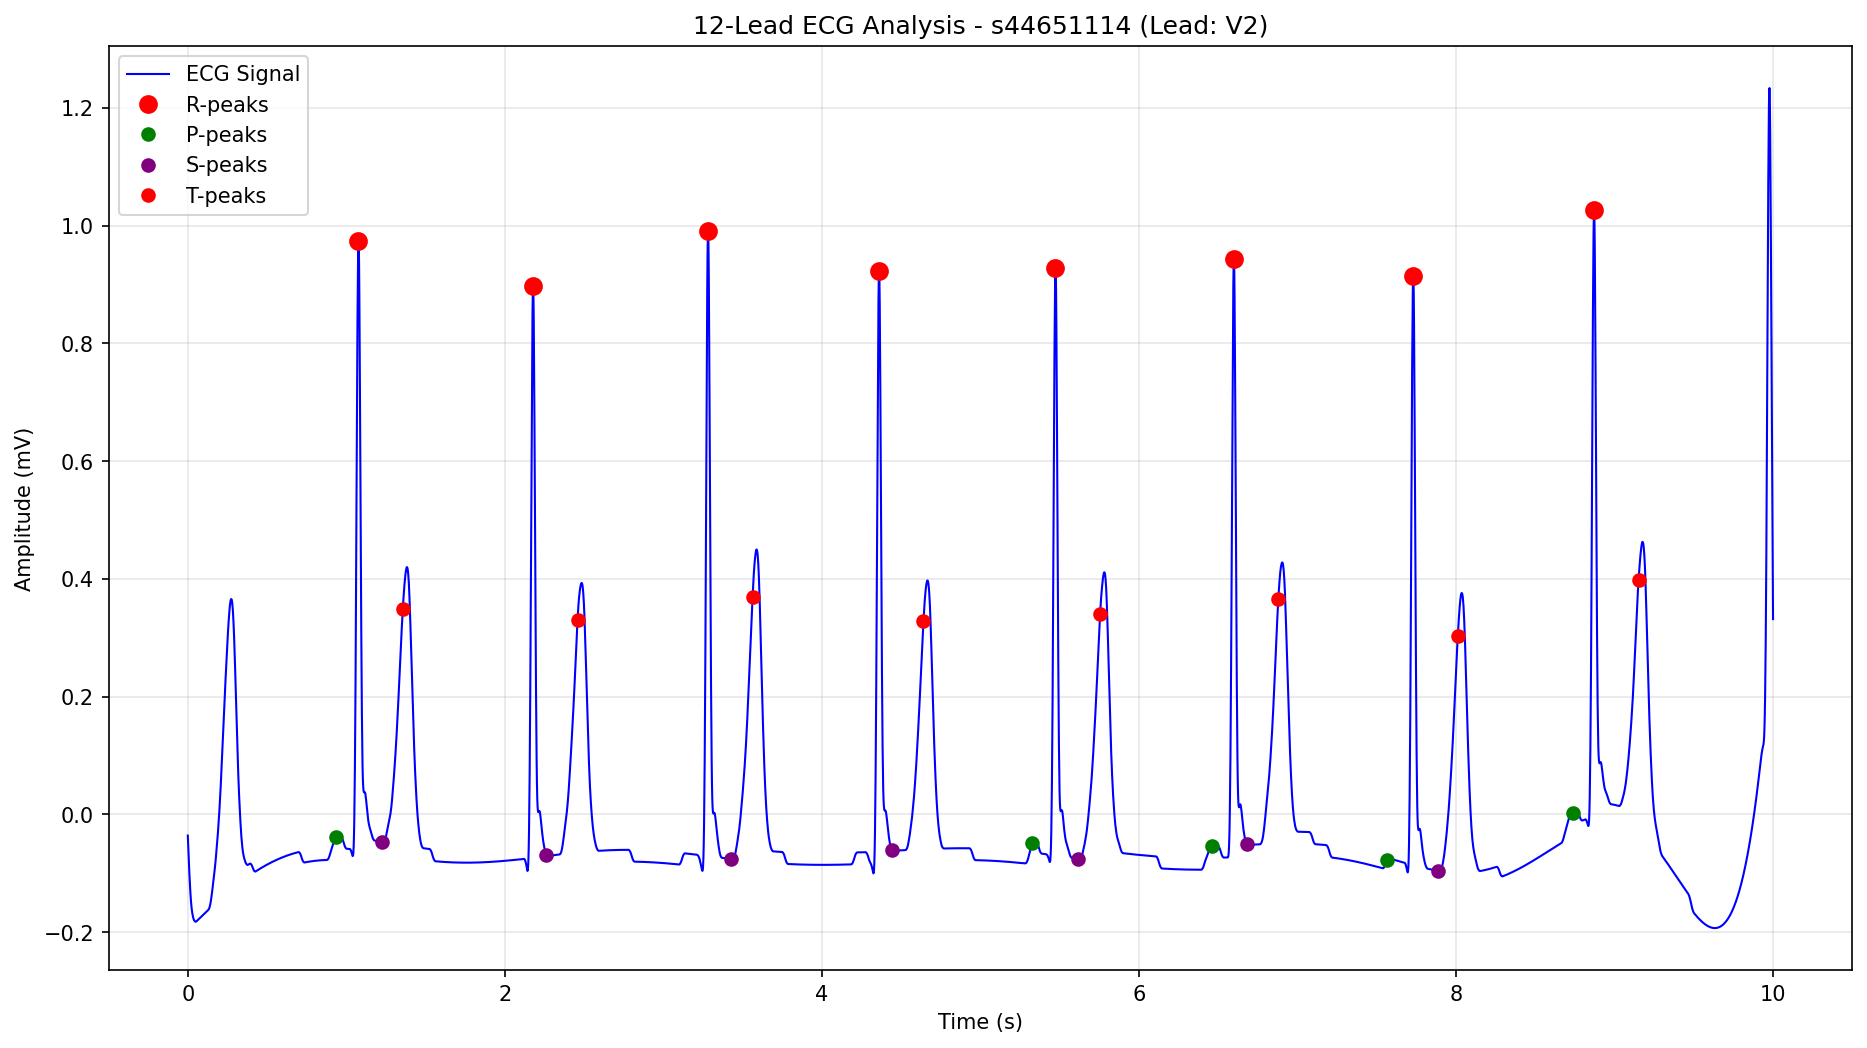 12-Lead ECG Analysis - s44651114 (Lead: V2)
ECG Signal
R-peaks
P-peaks
S-peaks
T-peaks
Amplitude (mV)
1.2
1.0
0.8
0.6
0.4
0.2
0.0
−0.2
0 2 4 6 8 10
Time (s)